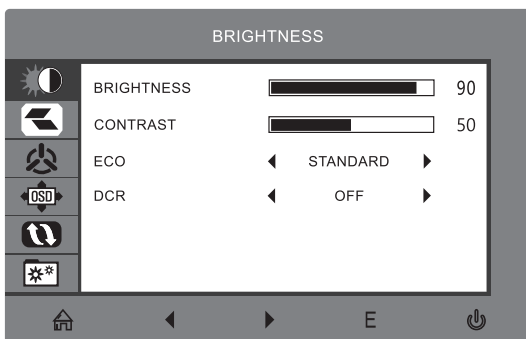 BRIGHTNESS
BRIGHTNESS 90
CONTRAST 50
ECO STANDARD
DCR OFF
OSD
E